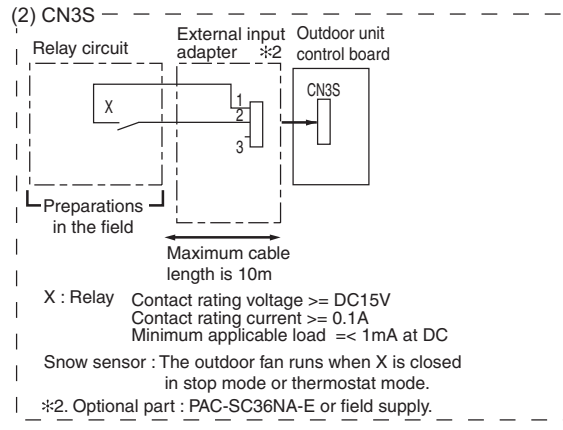 (2) CN3S
Relay circuit
External input
adapter ✻2
Outdoor unit
control board
X
1
2
3
CN3S
Preparations
in the field
Maximum cable
length is 10m
X : Relay Contact rating voltage >= DC15V
Contact rating current >= 0.1A
Minimum applicable load =< 1mA at DC
Snow sensor : The outdoor fan runs when X is closed
in stop mode or thermostat mode.
✻2. Optional part : PAC-SC36NA-E or field supply.